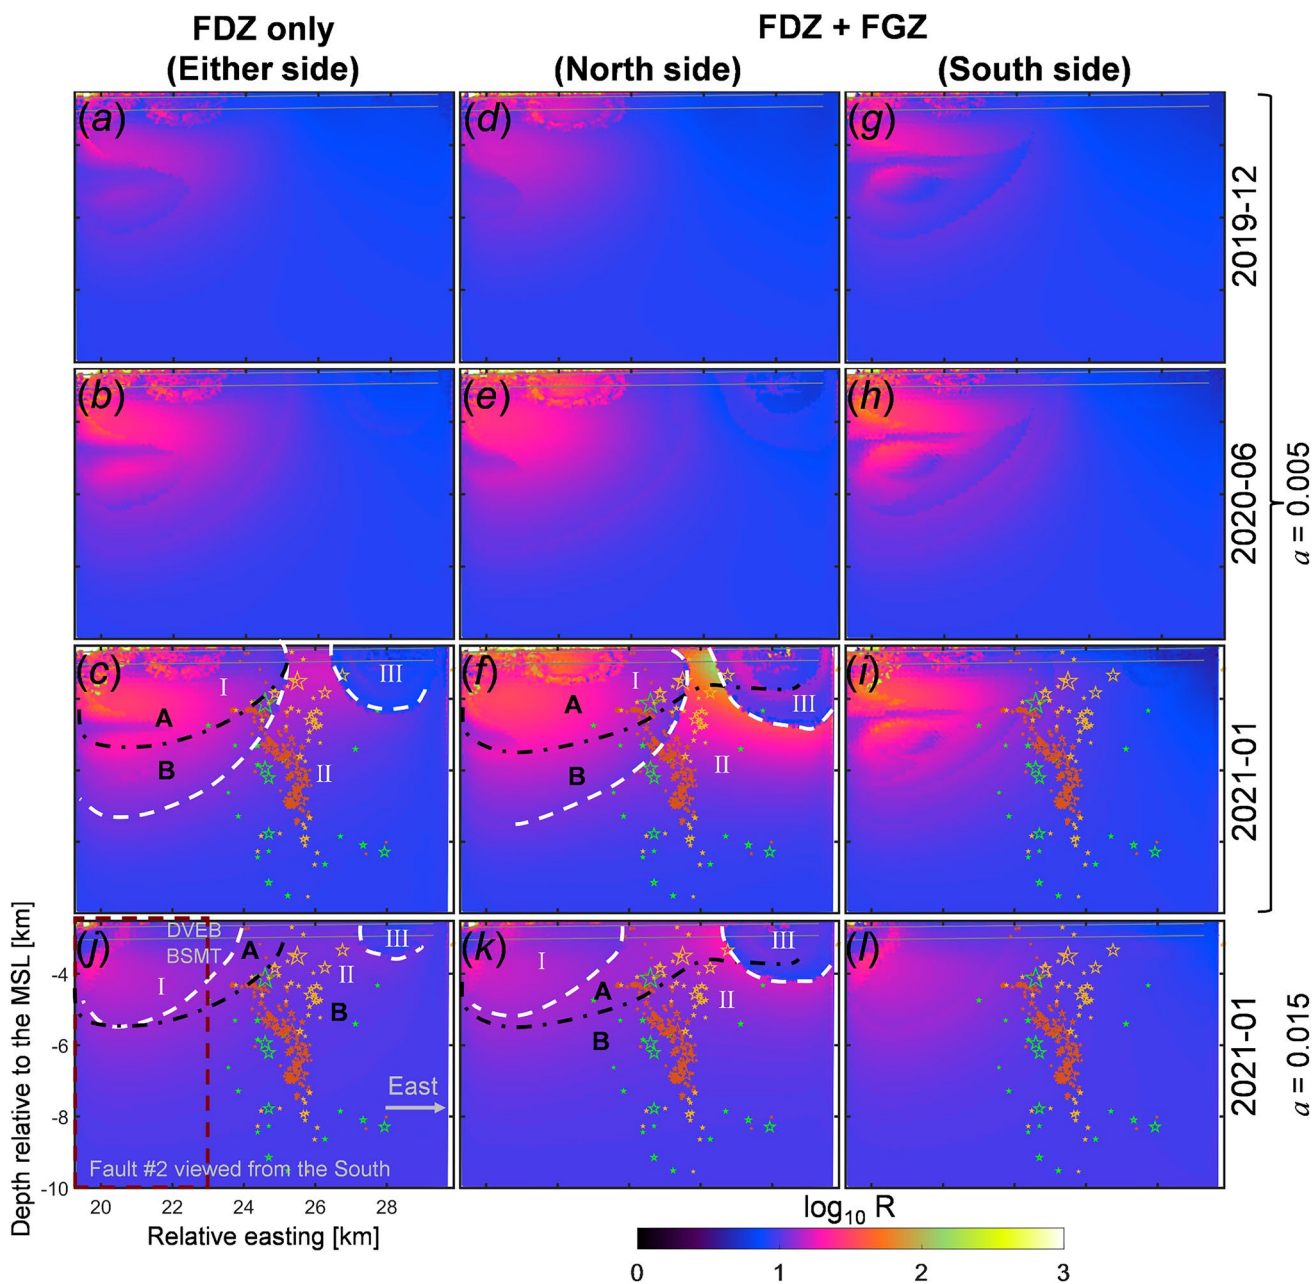 FDZ only
(Either side)
FDZ + FGZ
(North side)
(South side)
(a)
(d)
(g)
2019-12
(b)
(e)
(h)
2020-06
a = 0.005
(c)
I
III
A
B
II
(f)
I
A
III
B
II
(i)
2021-01
(j)
DVEB
BSMT
A
III
I
II
B
East
Fault #2 viewed from the South
(k)
I
III
A
II
B
(l)
2021-01
a = 0.015
Depth relative to the MSL [km]
-4
-6
-8
-10
20 22 24 26 28
Relative easting [km]
log10 R
0 1 2 3